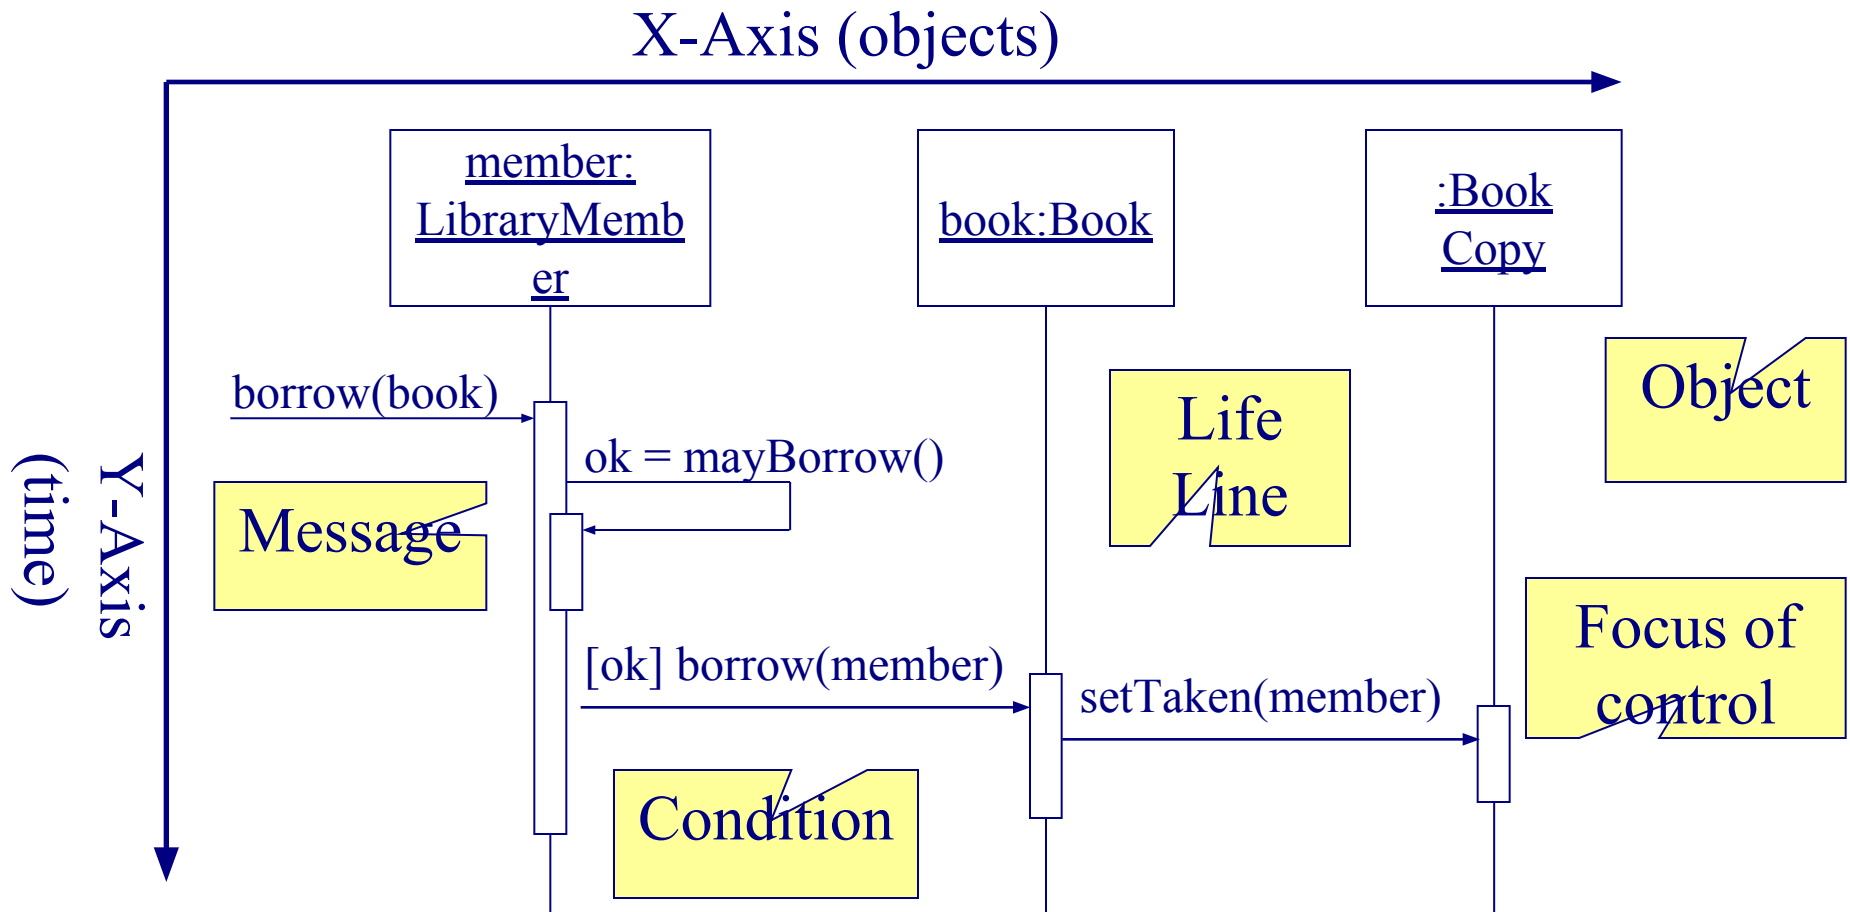 X-Axis (objects)
member:
LibraryMemb
er
book:Book
:Book
Copy
borrow(book)
ok = mayBorrow()
Life
Line
Object
Y-Axis
(time)
Message
[ok] borrow(member)
setTaken(member)
Focus of
control
Condition